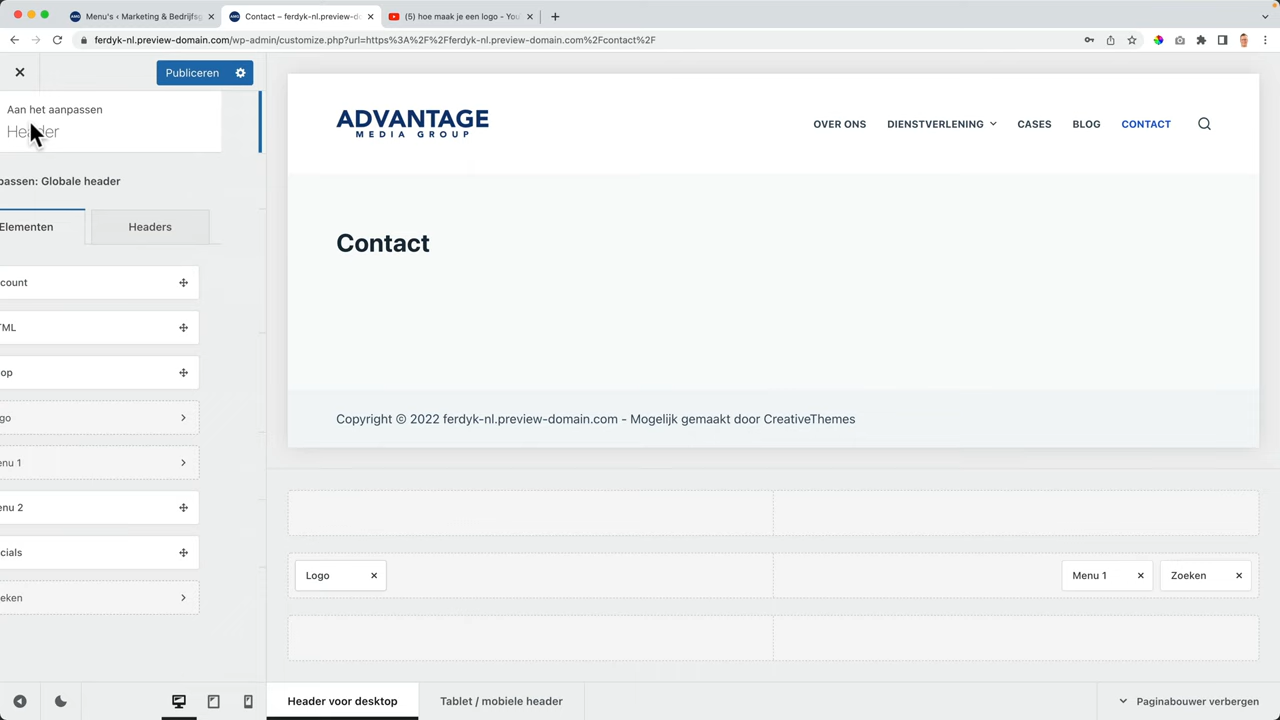 Menu's ‹ Marketing & Bedrijfsg
Contact – ferdyk-nl.preview-do
(5) hoe maak je een logo - You
ferdyk-nl.preview-domain.com/wp-admin/customize.php?url=https%3A%2F%2Fferdyk-nl.preview-domain.com%2Fcontact%2F
Publiceren
Aan het aanpassen
Header
passen: Globale header
Elementen
Headers
count
TML
op
go
enu 1
enu 2
cials
eken
ADVANTAGE
MEDIA GROUP
OVER ONS
DIENSTVERLENING
CASES
BLOG
CONTACT
Contact
Copyright © 2022 ferdyk-nl.preview-domain.com - Mogelijk gemaakt door CreativeThemes
Logo
Menu 1
Zoeken
Header voor desktop
Tablet / mobiele header
Paginabouwer verbergen